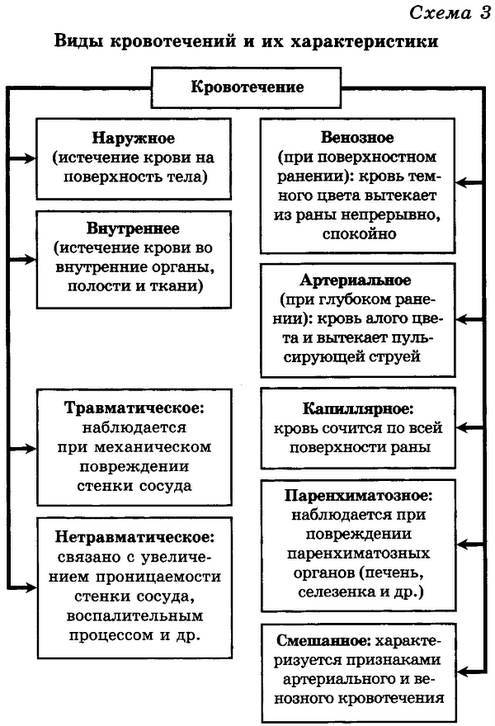 Схема 3
Виды кровотечений и их характеристики
Кровотечение
Наружное
(истечение крови на
поверхность тела)
Внутреннее
(истечение крови во
внутренние органы,
полости и ткани)
Травматическое:
наблюдается
при механическом
повреждении
стенки сосуда
Нетравматическое:
связано с увеличе-
нием проницаемости
стенки сосуда,
воспалительным
процессом и др.
Венозное
(при поверхностном
ранении): кровь тем-
ного цвета вытекает
из раны непрерывно,
спокойно
Артериальное
(при глубоком ране-
нии): кровь алого цве-
та и вытекает пуль-
сирующей струей
Капиллярное:
кровь сочится по всей
поверхности раны
Паренхиматозное:
наблюдается при
повреждении
паренхиматозных
органов (печень,
селезенка и др.)
Смешанное: характе-
ризуется признаками
артериального и ве-
нозного кровотечения